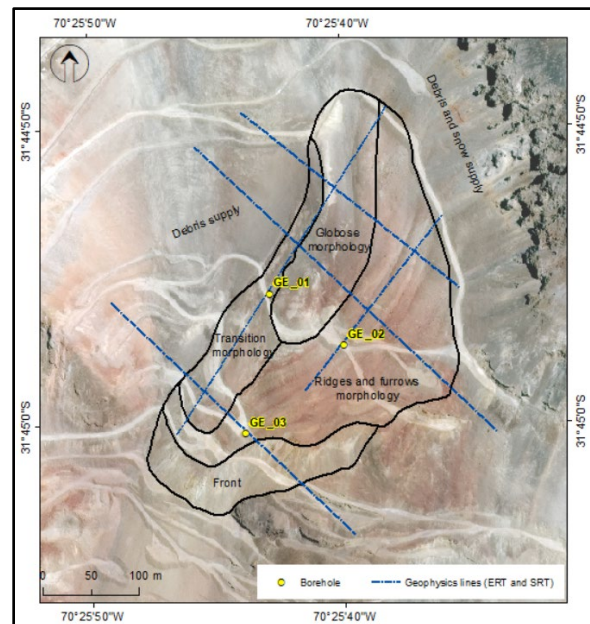 70°25'50"W
70°25'40"W
31°44'50"S
31°44'50"S
Debris and snow supply
Debris supply
Globose
morphology
GE_01
GE_02
Transition
morphology
Ridges and furrows
morphology
GE_03
31°45'0"S
31°45'0"S
Front
0
50
100 m
Borehole
Geophysics lines (ERT and SRT)
70°25'50"W
70°25'40"W